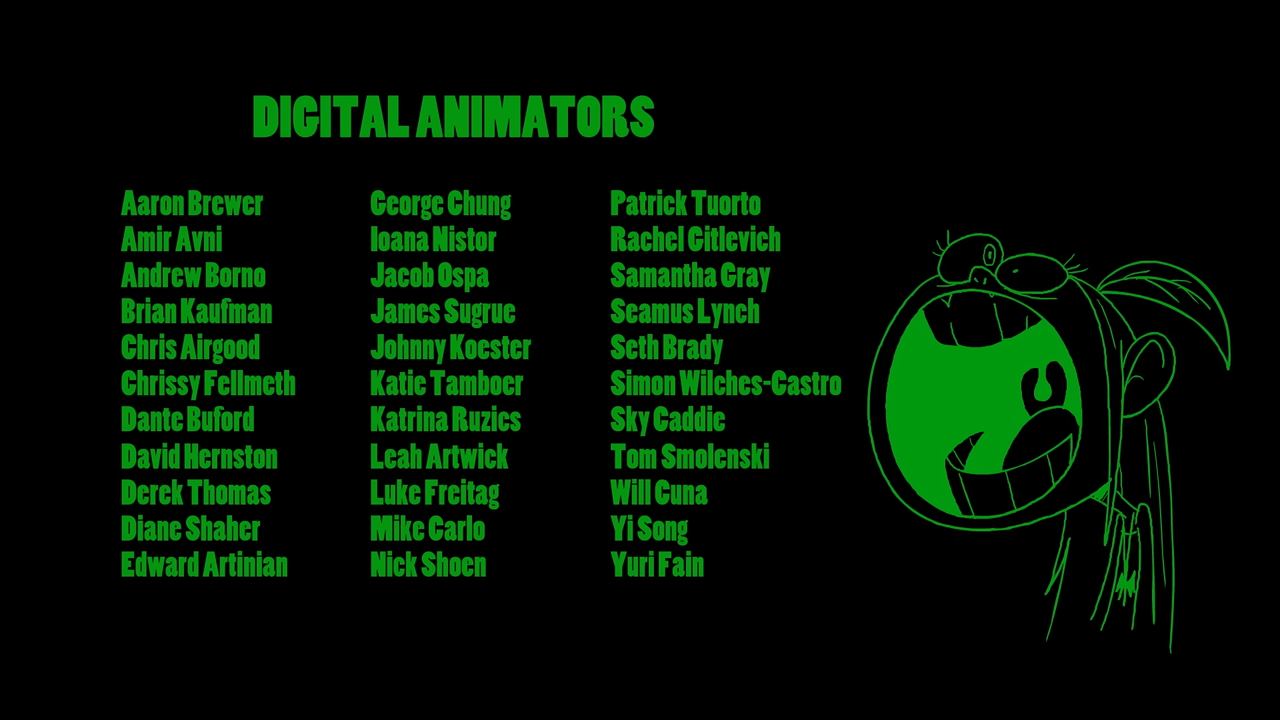 DIGITAL ANIMATORS
Aaron Brewer
Amir Avni
Andrew Borno
Brian Kaufman
Chris Airgood
Chrissy Fellmeth
Dante Buford
David Hernston
Derek Thomas
Diane Shaher
Edward Artinian
George Chung
Ioana Nistor
Jacob Ospa
James Sugrue
Johnny Koester
Katie Tamboer
Katrina Ruzics
Leah Artwick
Luke Freitag
Mike Carlo
Nick Shoen
Patrick Tuorto
Rachel Gitlevich
Samantha Gray
Seamus Lynch
Seth Brady
Simon Wilches-Castro
Sky Caddie
Tom Smolenski
Will Cuna
Yi Song
Yuri Fain